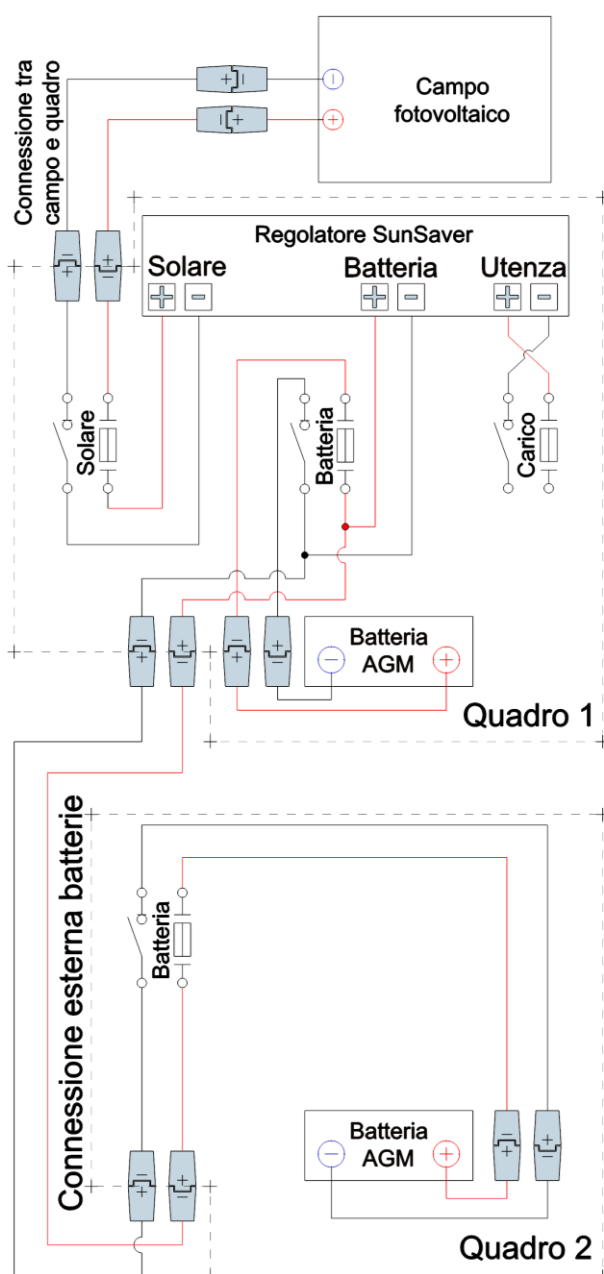 Connessione tra
campo e quadro
Campo
fotovoltaico
Regolatore SunSaver
Solare
Batteria
Utenza
Solare
Batteria
Carico
Batteria
AGM
Quadro 1
Connessione esterna batterie
Batteria
Batteria
AGM
Quadro 2